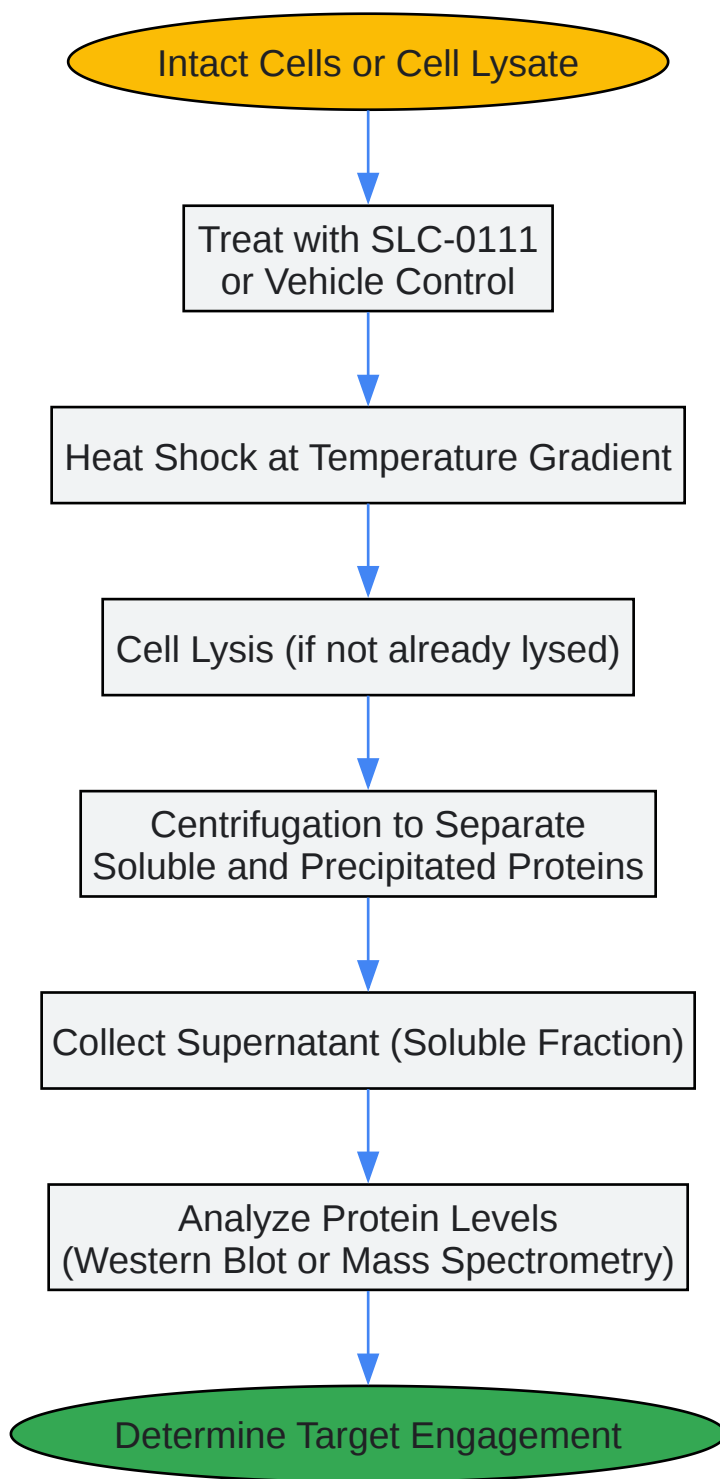 Intact Cells or Cell Lysate
Treat with SLC-0111
or Vehicle Control
Heat Shock at Temperature Gradient
Cell Lysis (if not already lysed)
Centrifugation to Separate
Soluble and Precipitated Proteins
Collect Supernatant (Soluble Fraction)
Analyze Protein Levels
(Western Blot or Mass Spectrometry)
Determine Target Engagement